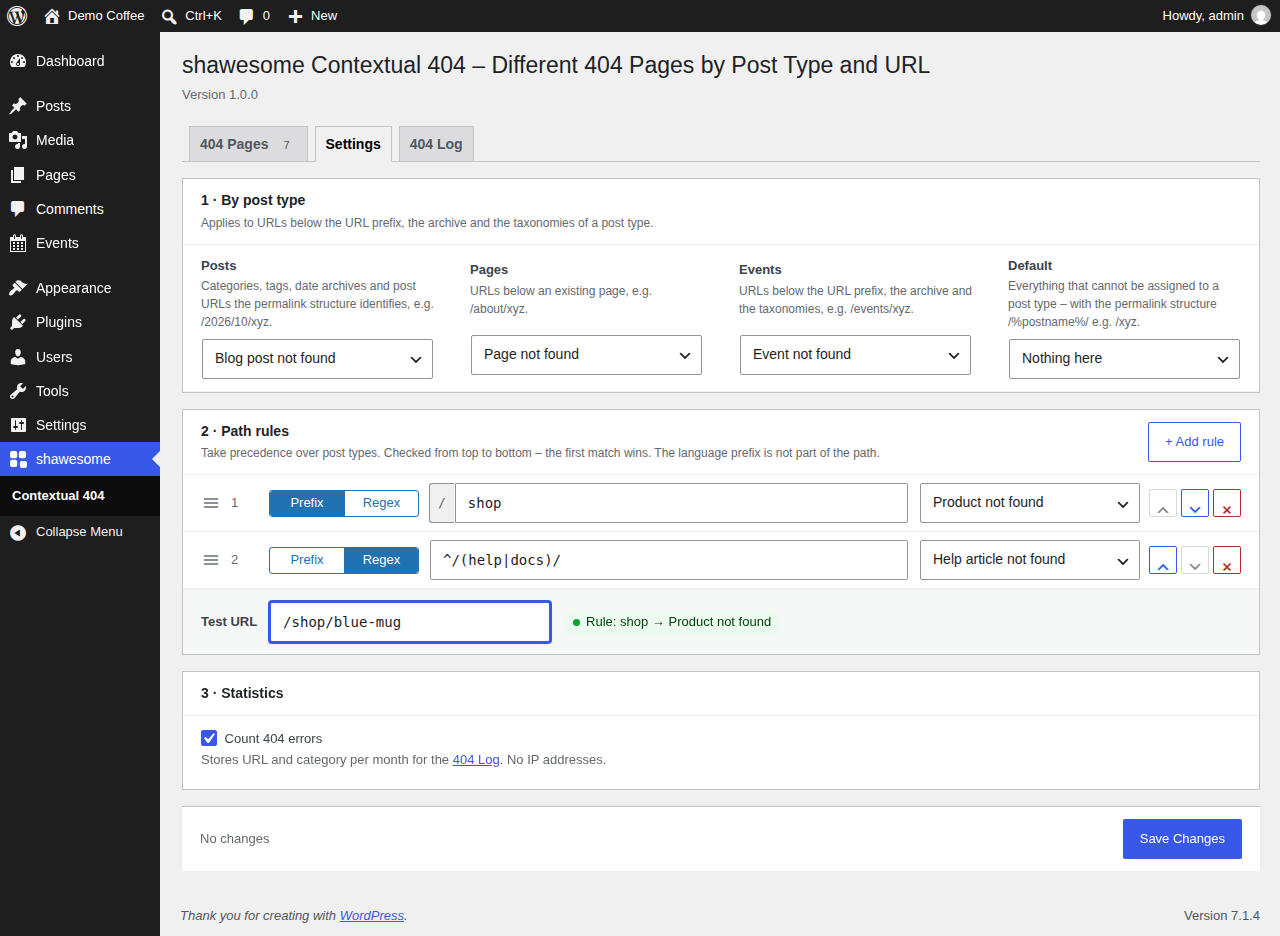 Demo Coffee Ctrl+K 0 New Howdy, admin
Dashboard
Posts
Media
Pages
Comments
Events
Appearance
Plugins
Users
Tools
Settings
shawesome
Contextual 404
Collapse Menu
shawesome Contextual 404 – Different 404 Pages by Post Type and URL
Version 1.0.0
404 Pages 7 Settings 404 Log
1 · By post type
Applies to URLs below the URL prefix, the archive and the taxonomies of a post type.
Posts
Categories, tags, date archives and post
URLs the permalink structure identifies, e.g.
/2026/10/xyz.
Blog post not found
Pages
URLs below an existing page, e.g.
/about/xyz.
Page not found
Events
URLs below the URL prefix, the archive and
the taxonomies, e.g. /events/xyz.
Event not found
Default
Everything that cannot be assigned to a
post type – with the permalink structure
/%postname%/ e.g. /xyz.
Nothing here
2 · Path rules
Take precedence over post types. Checked from top to bottom – the first match wins. The language prefix is not part of the path.
+ Add rule
1 Prefix Regex / shop Product not found
2 Prefix Regex ^/(help|docs)/ Help article not found
Test URL /shop/blue-mug Rule: shop → Product not found
3 · Statistics
Count 404 errors
Stores URL and category per month for the 404 Log. No IP addresses.
No changes Save Changes
Thank you for creating with WordPress. Version 7.1.4